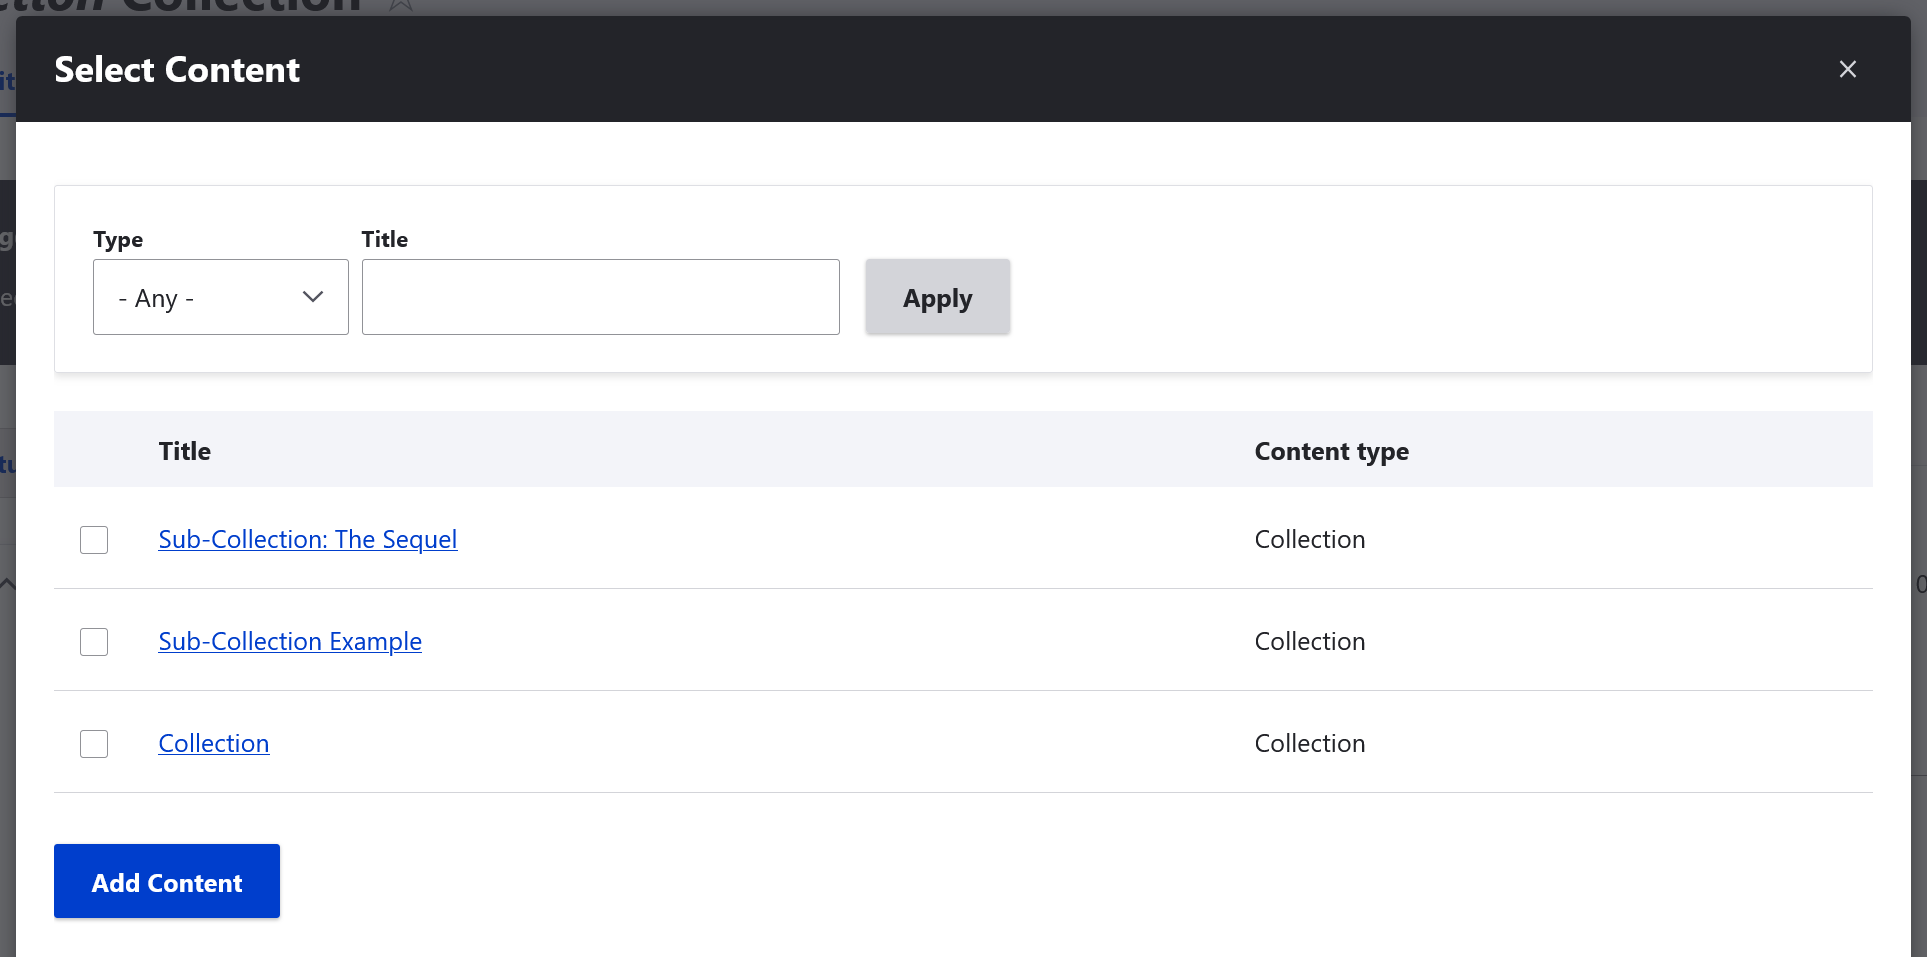 Collection
Select Content
Type
Title
- Any -
Apply
Title
Content type
Sub-Collection: The Sequel
Collection
Sub-Collection Example
Collection
Collection
Collection
Add Content